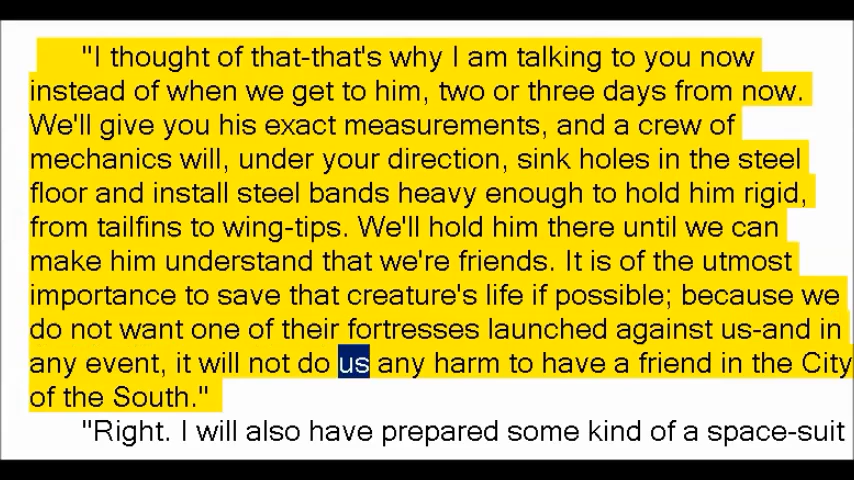 "I thought of that-that's why I am talking to you now
instead of when we get to him, two or three days from now.
We'll give you his exact measurements, and a crew of
mechanics will, under your direction, sink holes in the steel
floor and install steel bands heavy enough to hold him rigid,
from tailfins to wing-tips. We'll hold him there until we can
make him understand that we're friends. It is of the utmost
importance to save that creature's life if possible; because we
do not want one of their fortresses launched against us-and in
any event, it will not do us any harm to have a friend in the City
of the South."
"Right. I will also have prepared some kind of a space-suit